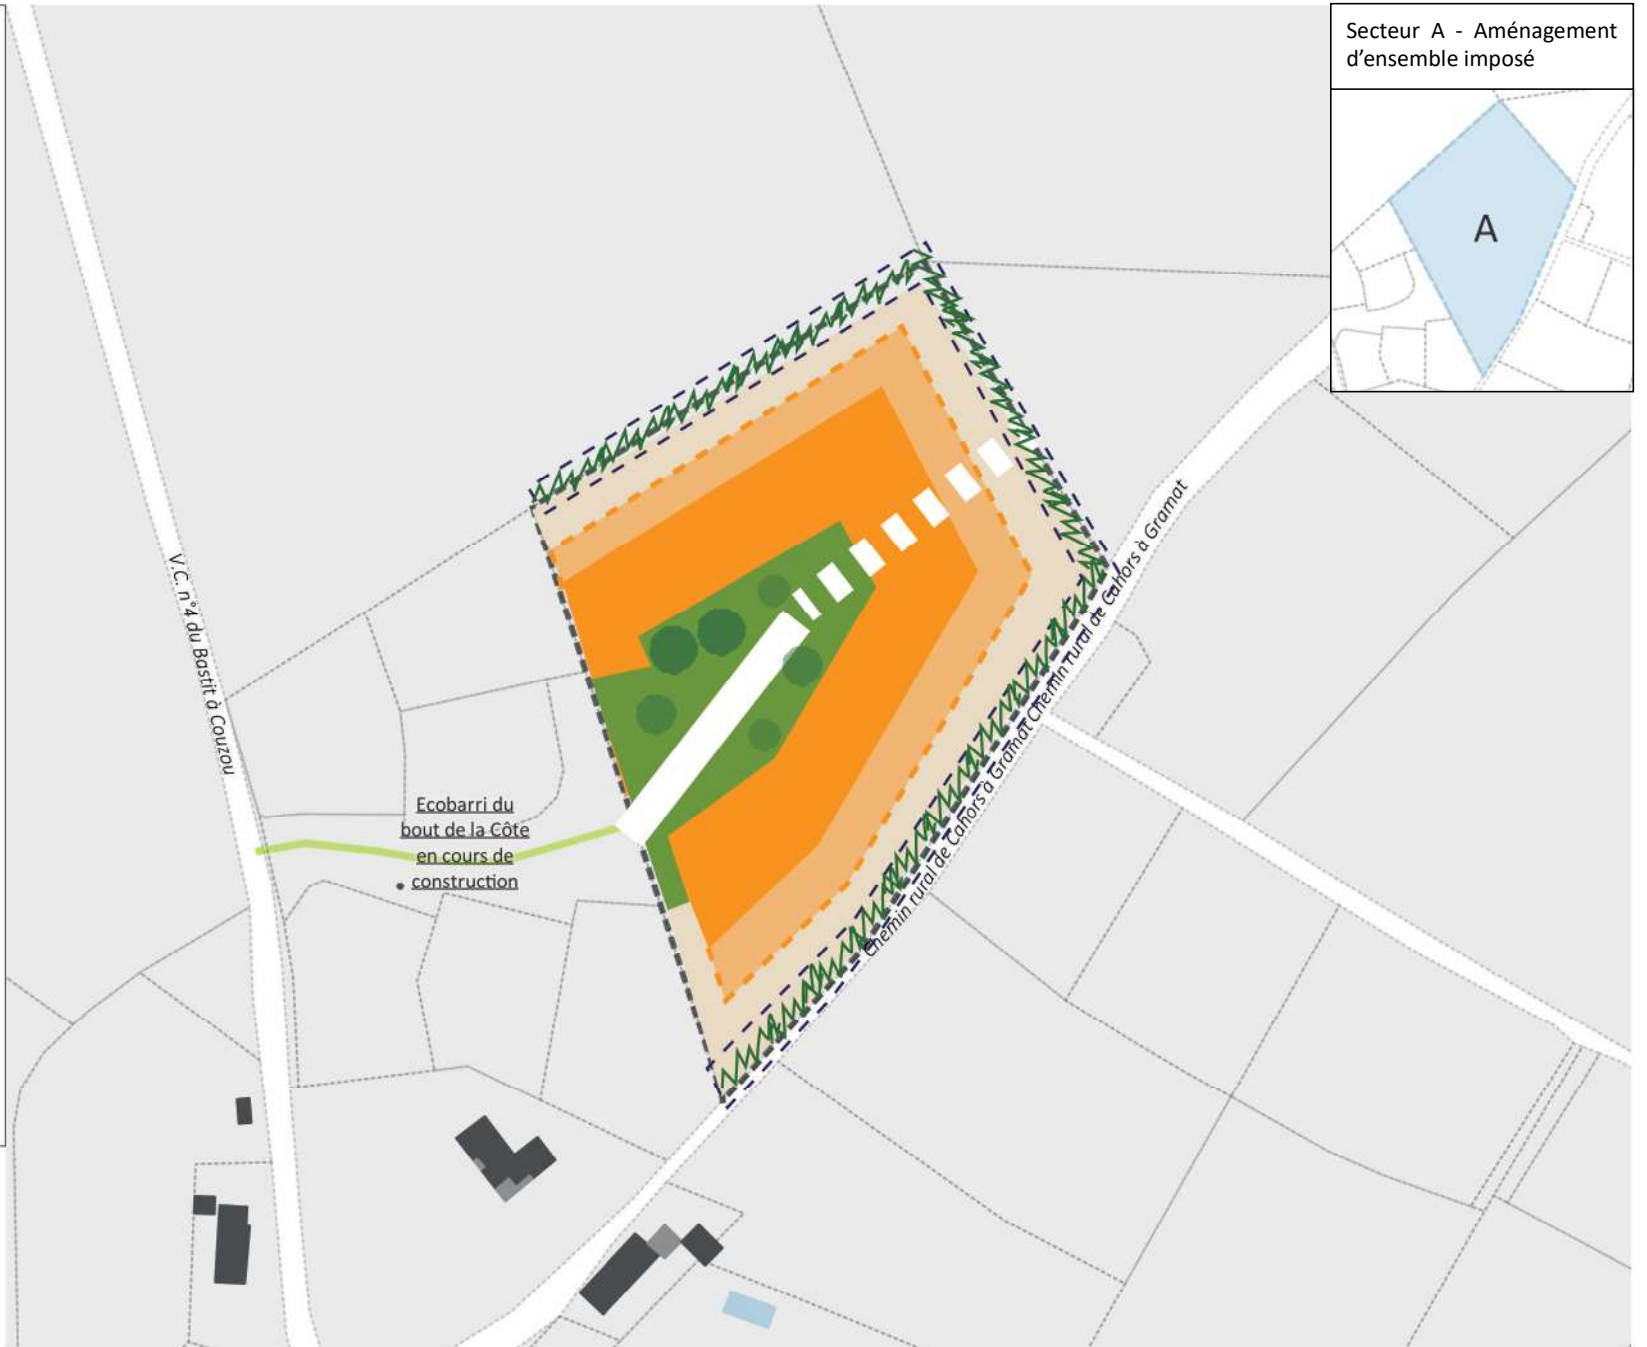 Secteur A - Aménagement
d’ensemble imposé
A
V.C. n°4 du Bastit à Couzou
Chemin rural de Cahors à Gramat
Chemin rural de Cahors à Gramat
Ecobarri du
bout de la Côte
en cours de
construction